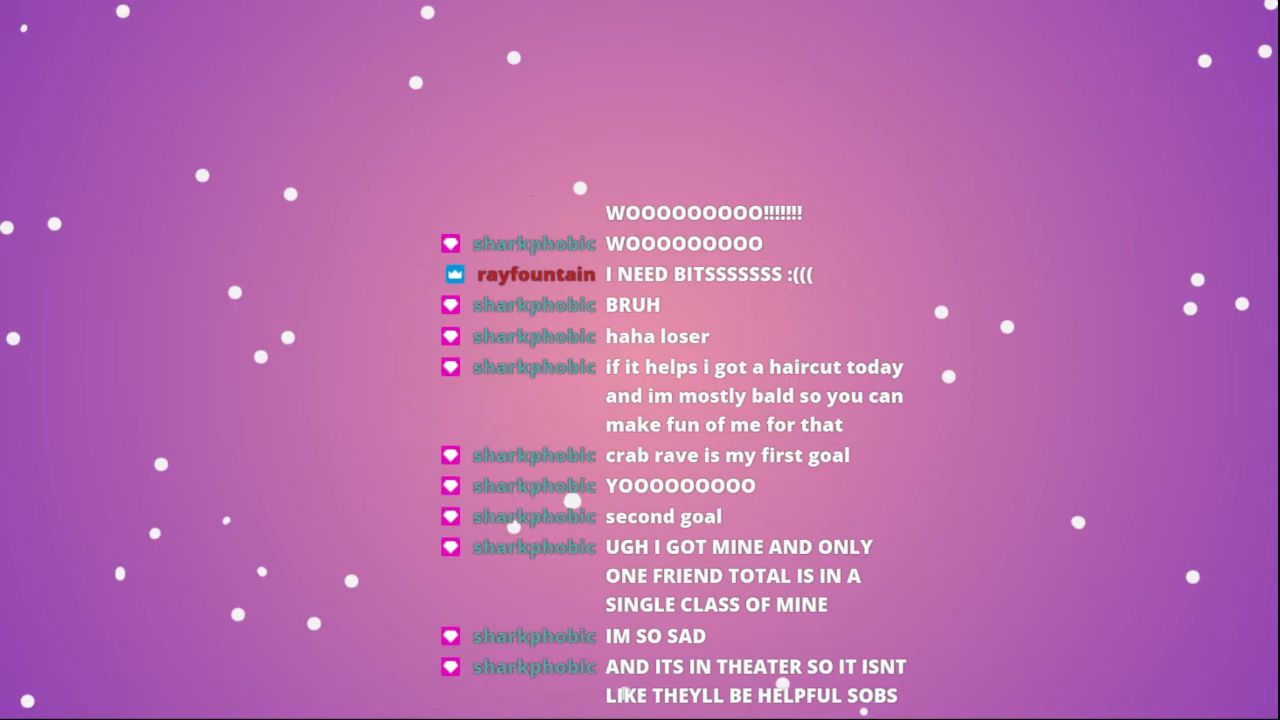 WOOOOOOOOO!!!!!!!
sharkphobic WOOOOOOOOO
rayfountain I NEED BITSSSSSSS :(((
sharkphobic BRUH
sharkphobic haha loser
sharkphobic if it helps i got a haircut today
and im mostly bald so you can
make fun of me for that
sharkphobic crab rave is my first goal
sharkphobic YOOOOOOOOO
sharkphobic second goal
sharkphobic UGH I GOT MINE AND ONLY
ONE FRIEND TOTAL IS IN A
SINGLE CLASS OF MINE
sharkphobic IM SO SAD
sharkphobic AND ITS IN THEATER SO IT ISNT
LIKE THEYLL BE HELPFUL SOBS